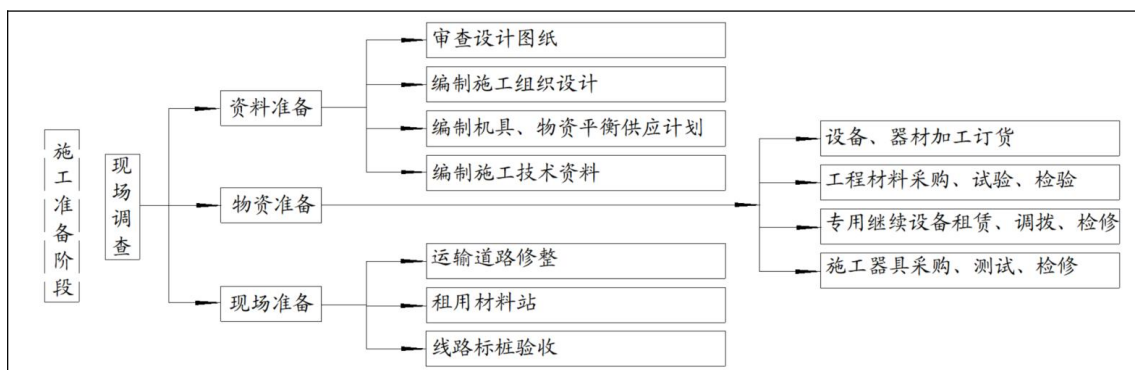 施工准备阶段
现场调查
资料准备
审查设计图纸
编制施工组织设计
编制机具、物资平衡供应计划
编制施工技术资料
物资准备
设备、器材加工订货
工程材料采购、试验、检验
专用继续设备租赁、调拨、检修
施工器具采购、测试、检修
现场准备
运输道路修整
租用材料站
线路标桩验收